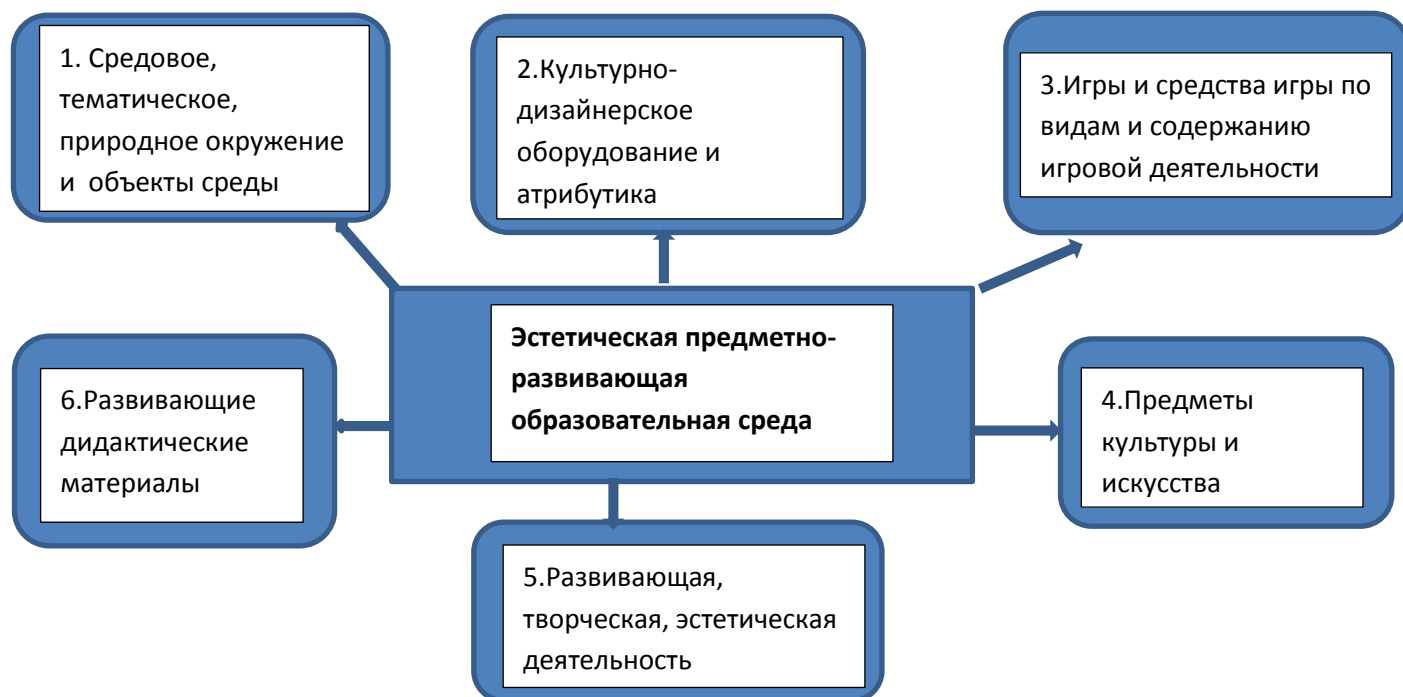 1. Средовое,
тематическое,
природное окружение
и объекты среды
2.Культурно-
дизайнерское
оборудование и
атрибутика
3.Игры и средства игры по
видам и содержанию
игровой деятельности
Эстетическая предметно-
развивающая
образовательная среда
4.Предметы
культуры и
искусства
5.Развивающая,
творческая, эстетическая
деятельность
6.Развивающие
дидактические
материалы